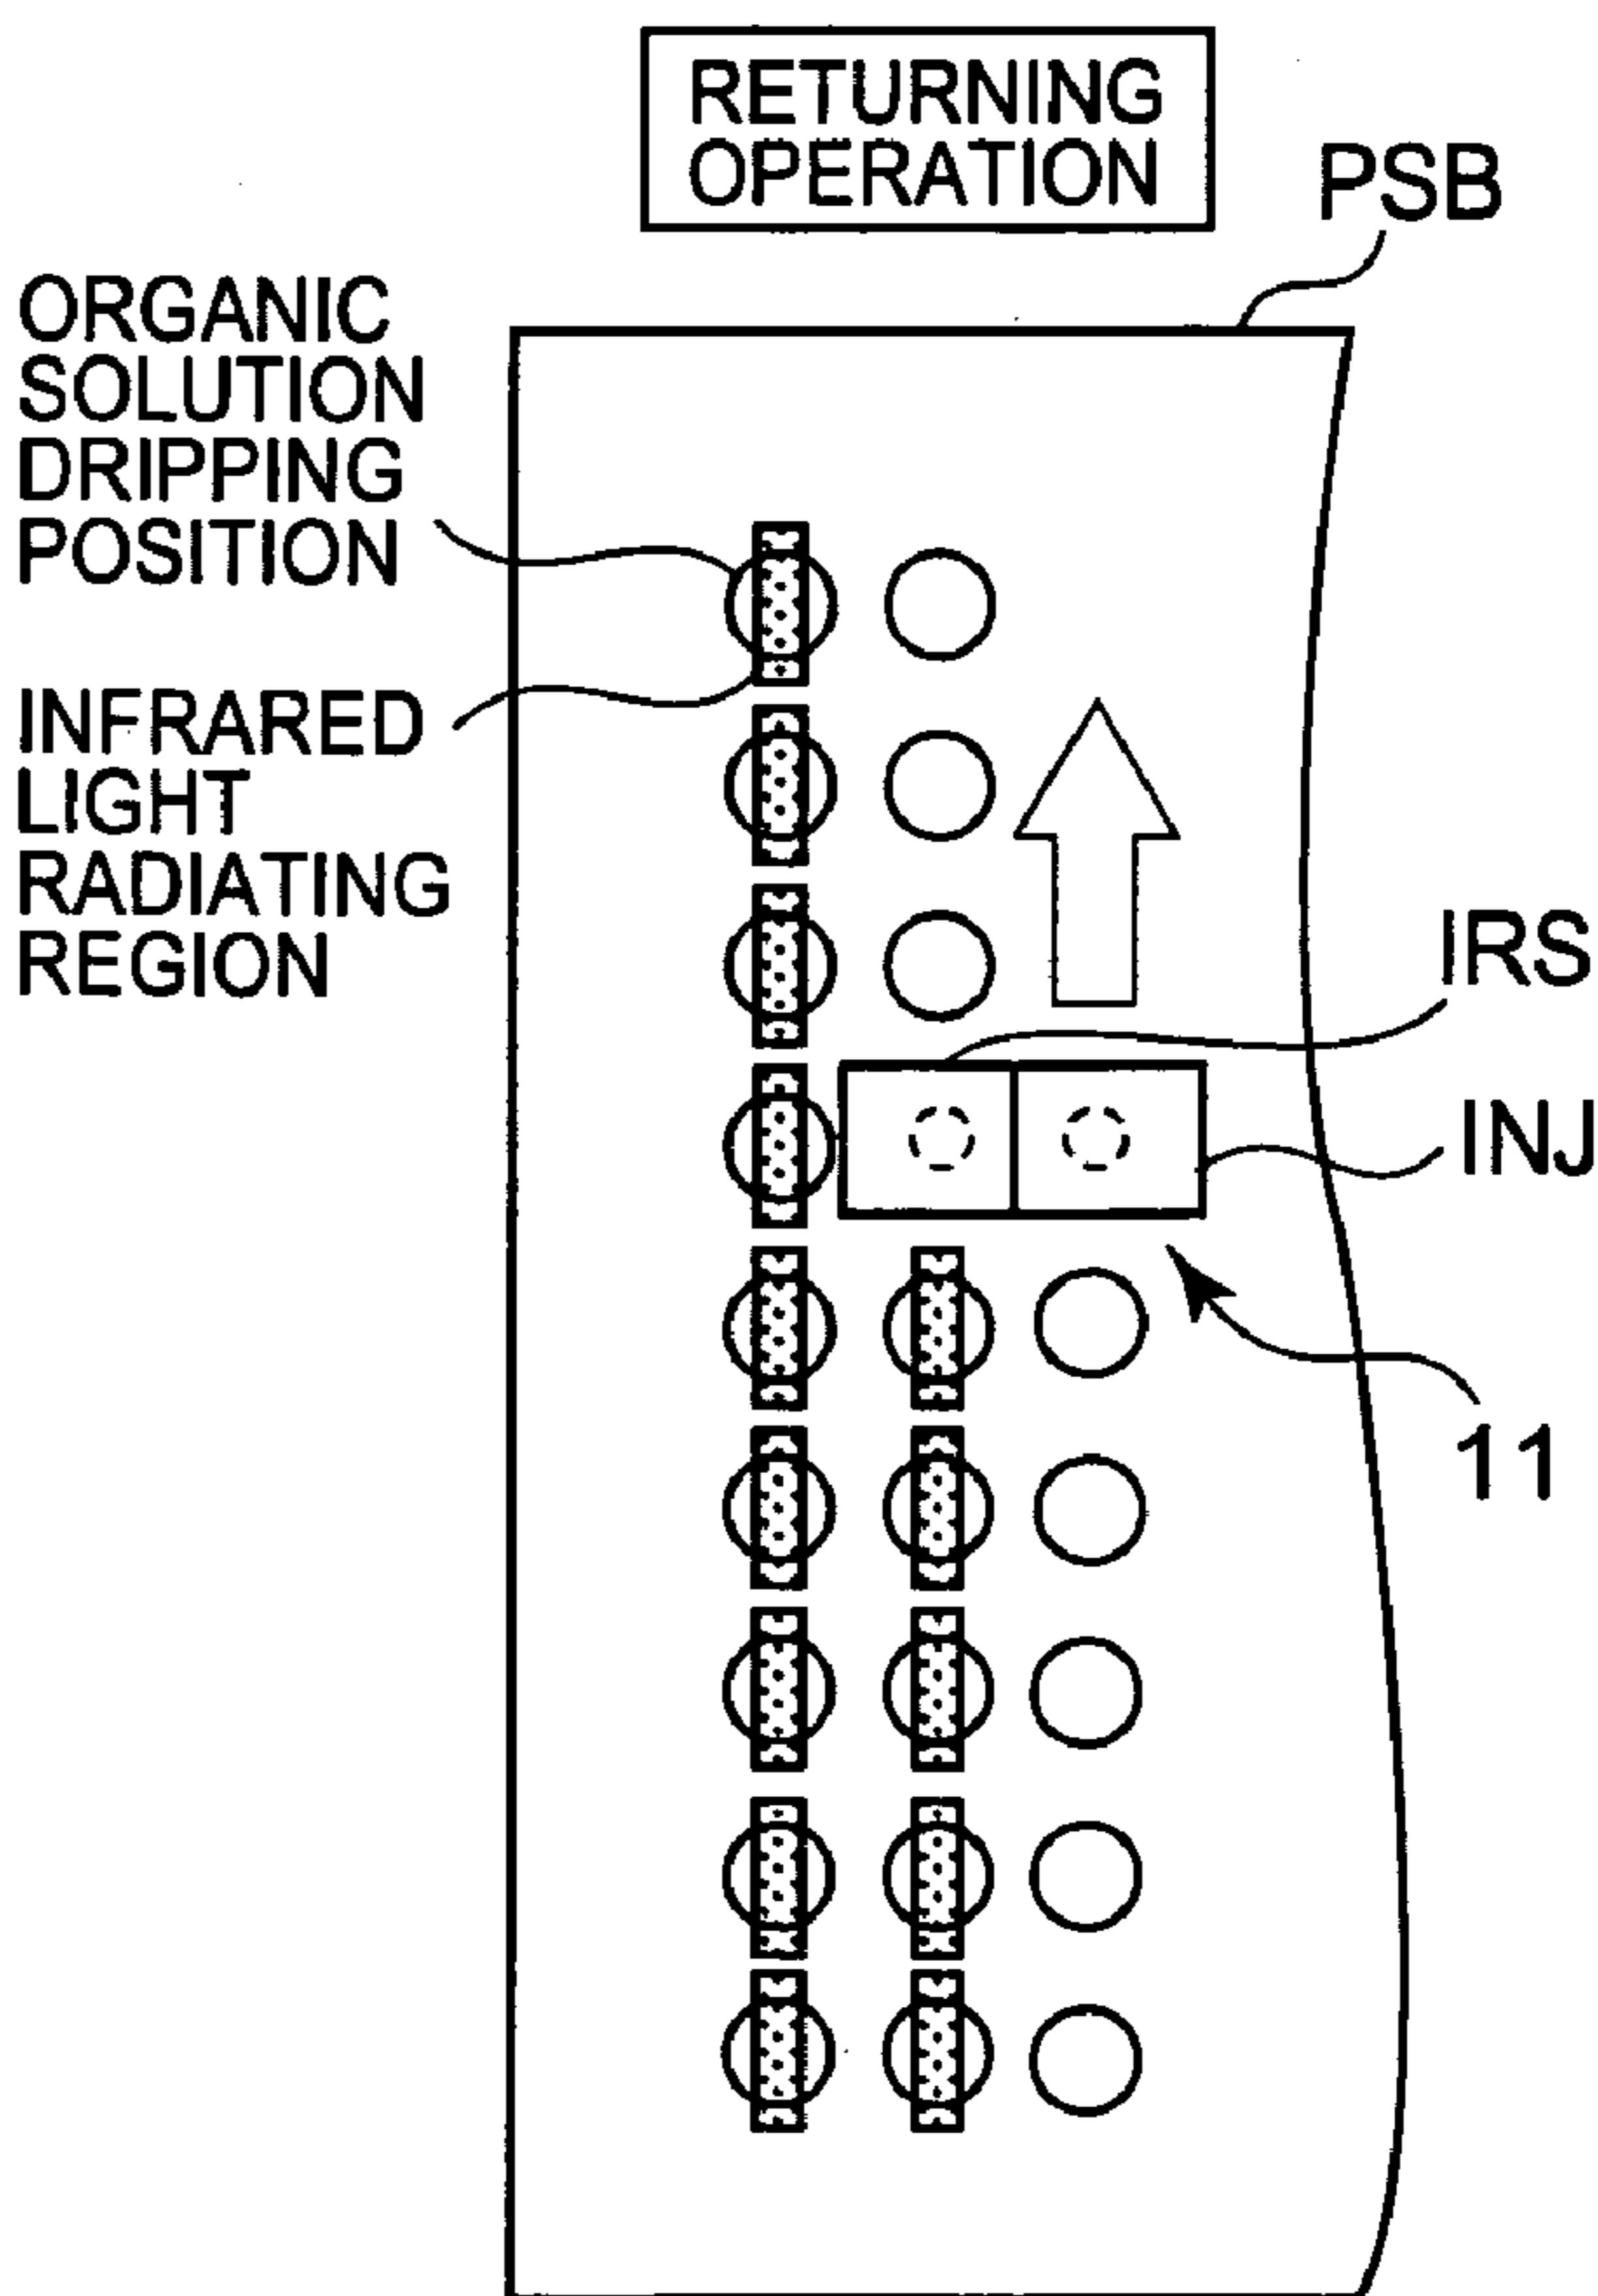 RETURNING
OPERATION
PSB
ORGANIC
SOLUTION
DRIPPING
POSITION
INFRARED
LIGHT
RADIATING
REGION
IRS
INJ
11